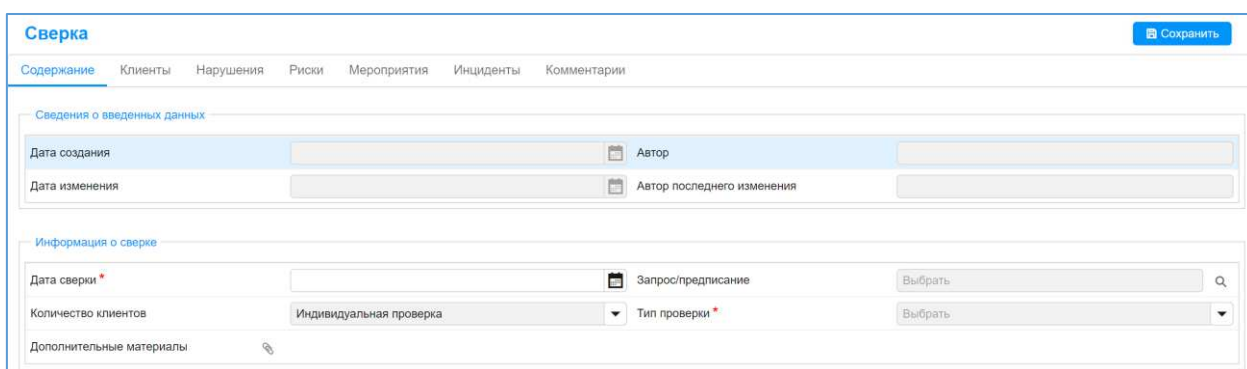 Сверка
Сохранить
Содержание Клиенты Нарушения Риски Мероприятия Инциденты Комментарии
Сведения о введенных данных
Дата создания Автор
Дата изменения Автор последнего изменения
Информация о сверке
Дата сверки * Запрос/предписание Выбрать
Количество клиентов Индивидуальная проверка Тип проверки * Выбрать
Дополнительные материалы